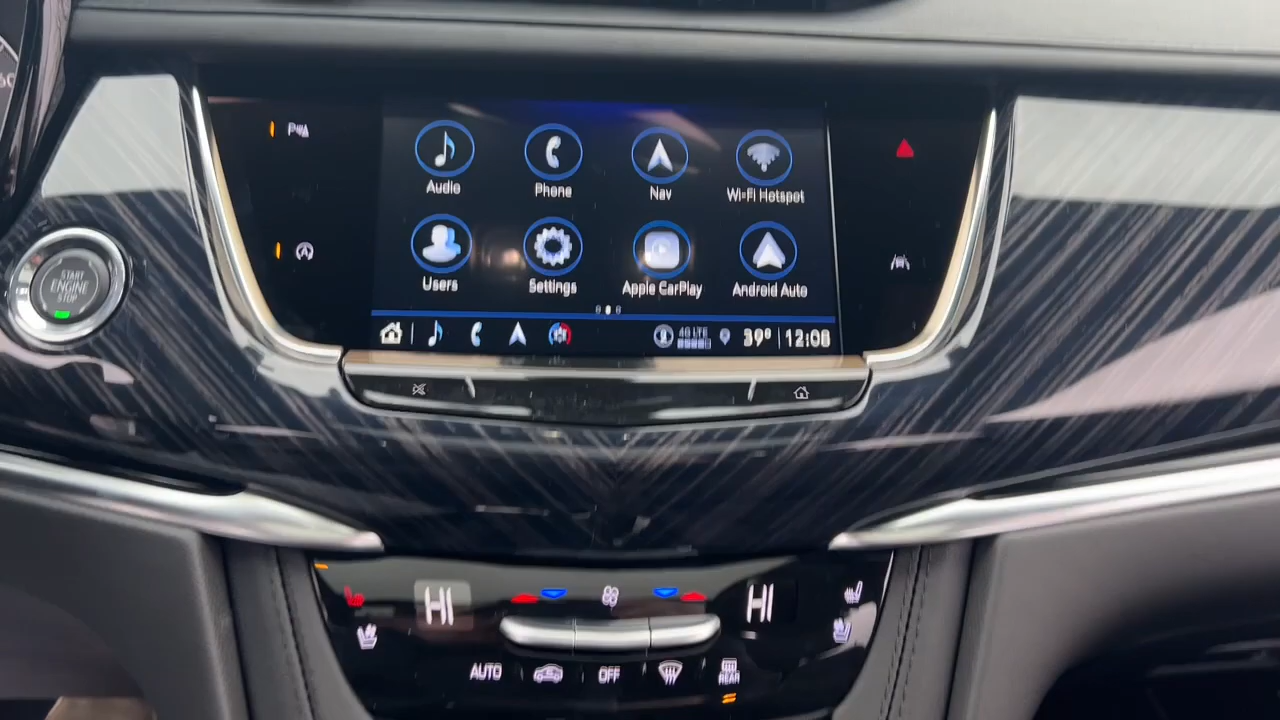 Audio Phone Nav Wi-Fi Hotspot
START
ENGINE
STOP
Users Settings Apple CarPlay Android Auto
4G LTE
39° 12:08
HI HI
AUTO OFF
REAR